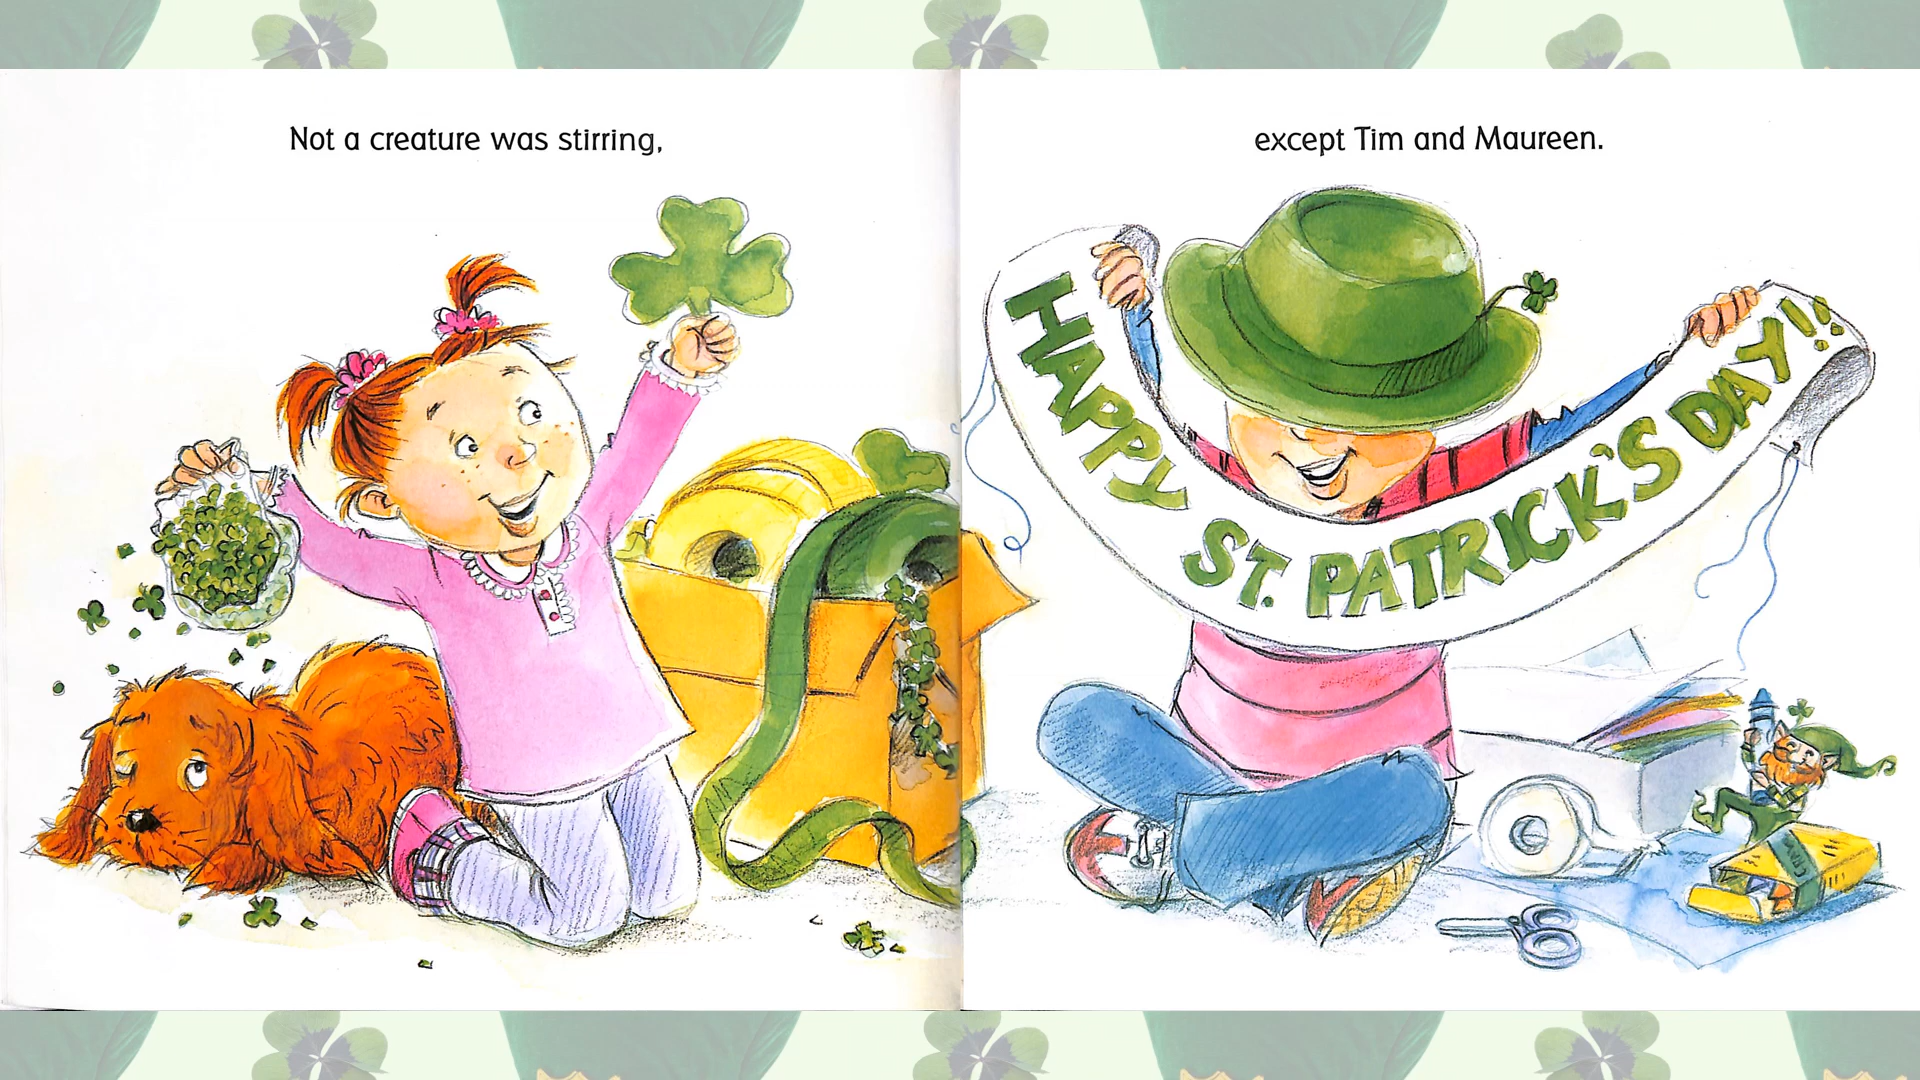 Not a creature was stirring,
except Tim and Maureen.
HAPPY ST. PATRICK'S DAY!!